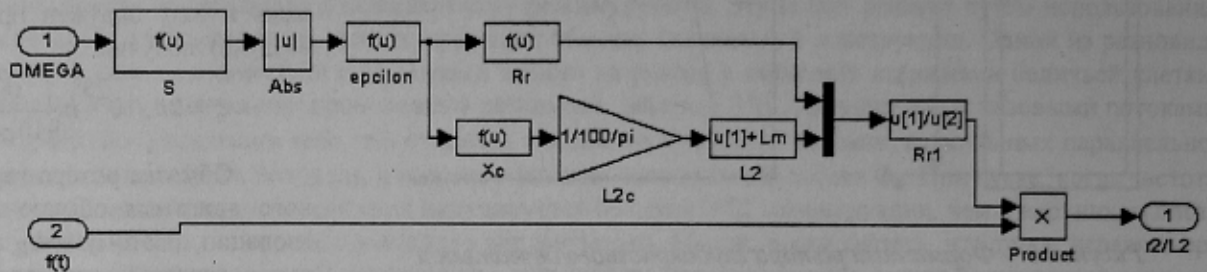 1
OMEGA
f(u)
S
|u|
Abs
f(u)
epcilon
f(u)
Rr
f(u)
Xc
1/100/pi
L2c
u[1]+Lm
L2
u[1]/u[2]
Rr1
2
f(t)
×
Product
1
r2/L2